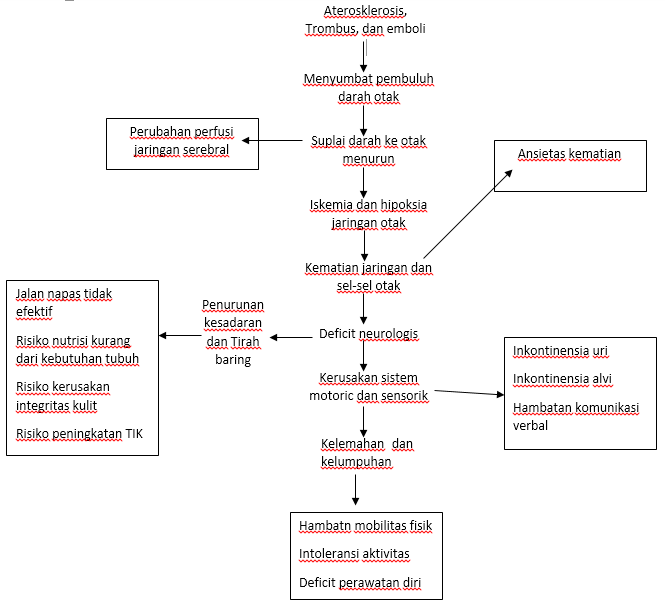 Aterosklerosis,
Trombus, dan emboli
Menyumbat pembuluh
darah otak
Perubahan perfusi
jaringan serebral
Suplai darah ke otak
menurun
Ansietas kematian
Iskemia dan hipoksia
jaringan otak
Kematian jaringan dan
sel-sel otak
Jalan napas tidak
efektif
Risiko nutrisi kurang
dari kebutuhan tubuh
Risiko kerusakan
integritas kulit
Risiko peningkatan TIK
Penurunan
kesadaran
dan Tirah
baring
Deficit neurologis
Kerusakan sistem
motoric dan sensorik
Inkontinensia uri
Inkontinensia alvi
Hambatan komunikasi
verbal
Kelemahan dan
kelumpuhan
Hambatn mobilitas fisik
Intoleransi aktivitas
Deficit perawatan diri